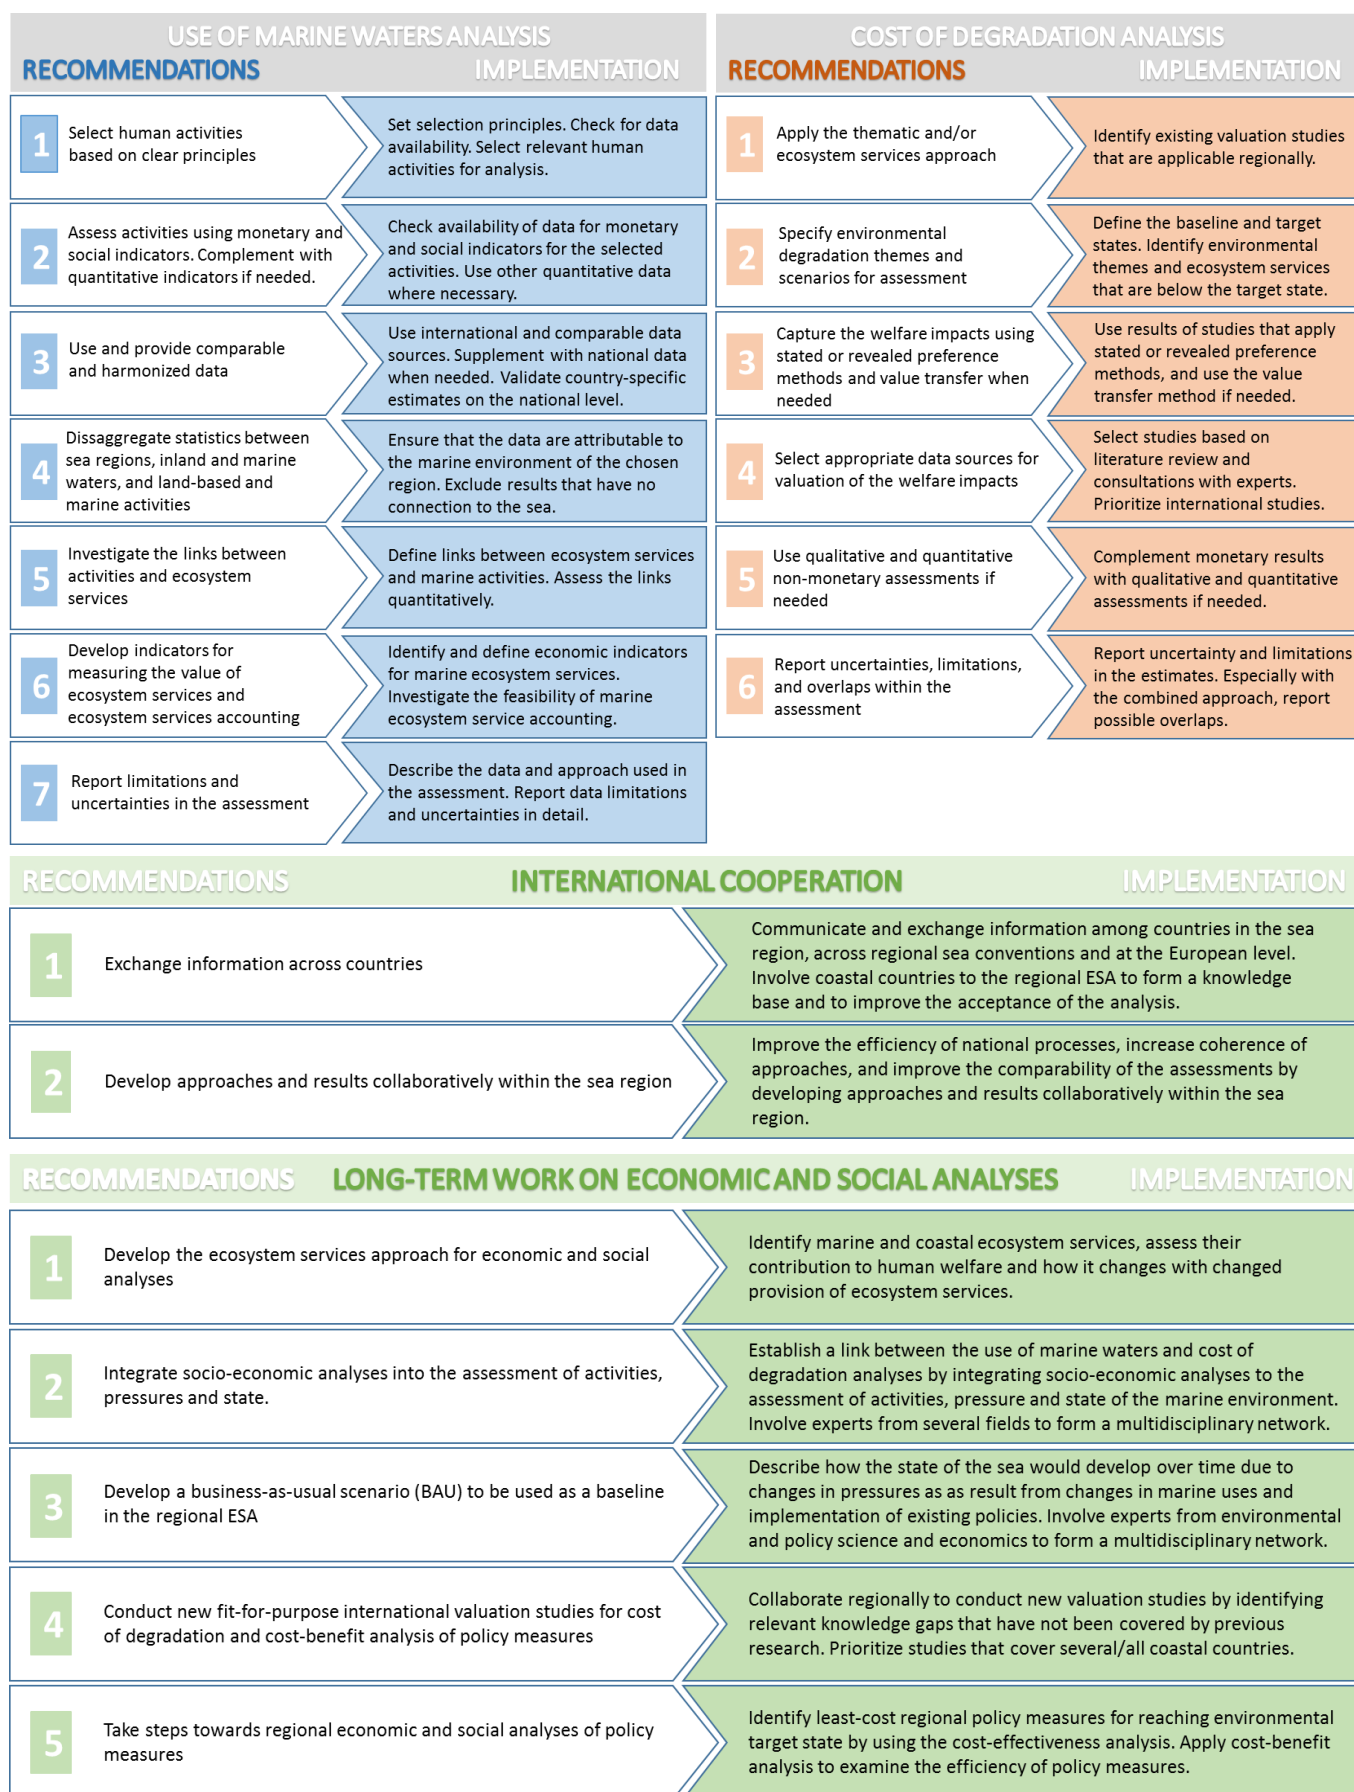 USE OF MARINE WATERS ANALYSIS
RECOMMENDATIONS
IMPLEMENTATION
1
Select human activities
based on clear principles
Set selection principles. Check for data
availability. Select relevant human
activities for analysis.
2
Assess activities using monetary and
social indicators. Complement with
quantitative indicators if needed.
Check availability of data for monetary
and social indicators for the selected
activities. Use other quantitative data
where necessary.
3
Use and provide comparable
and harmonized data
Use international and comparable data
sources. Supplement with national data
when needed. Validate country-specific
estimates on the national level.
4
Dissaggregate statistics between
sea regions, inland and marine
waters, and land-based and
marine activities
Ensure that the data are attributable to
the marine environment of the chosen
region. Exclude results that have no
connection to the sea.
5
Investigate the links between
activities and ecosystem
services
Define links between ecosystem services
and marine activities. Assess the links
quantitatively.
6
Develop indicators for
measuring the value of
ecosystem services and
ecosystem services accounting
Identify and define economic indicators
for marine ecosystem services.
Investigate the feasibility of marine
ecosystem service accounting.
7
Report limitations and
uncertainties in the assessment
Describe the data and approach used in
the assessment. Report data limitations
and uncertainties in detail.
COST OF DEGRADATION ANALYSIS
RECOMMENDATIONS
IMPLEMENTATION
1
Apply the thematic and/or
ecosystem services approach
Identify existing valuation studies
that are applicable regionally.
2
Specify environmental
degradation themes and
scenarios for assessment
Define the baseline and target
states. Identify environmental
themes and ecosystem services
that are below the target state.
3
Capture the welfare impacts using
stated or revealed preference
methods and value transfer when
needed
Use results of studies that apply
stated or revealed preference
methods, and use the value
transfer method if needed.
4
Select appropriate data sources for
valuation of the welfare impacts
Select studies based on
literature review and
consultations with experts.
Prioritize international studies.
5
Use qualitative and quantitative
non-monetary assessments if
needed
Complement monetary results
with qualitative and quantitative
assessments if needed.
6
Report uncertainties, limitations,
and overlaps within the
assessment
Report uncertainty and limitations
in the estimates. Especially with
the combined approach, report
possible overlaps.
RECOMMENDATIONS
INTERNATIONAL COOPERATION
IMPLEMENTATION
1
Exchange information across countries
Communicate and exchange information among countries in the sea
region, across regional sea conventions and at the European level.
Involve coastal countries to the regional ESA to form a knowledge
base and to improve the acceptance of the analysis.
2
Develop approaches and results collaboratively within the sea region
Improve the efficiency of national processes, increase coherence of
approaches, and improve the comparability of the assessments by
developing approaches and results collaboratively within the sea
region.
RECOMMENDATIONS
LONG-TERM WORK ON ECONOMIC AND SOCIAL ANALYSES
IMPLEMENTATION
1
Develop the ecosystem services approach for economic and social
analyses
Identify marine and coastal ecosystem services, assess their
contribution to human welfare and how it changes with changed
provision of ecosystem services.
2
Integrate socio-economic analyses into the assessment of activities,
pressures and state.
Establish a link between the use of marine waters and cost of
degradation analyses by integrating socio-economic analyses to the
assessment of activities, pressure and state of the marine environment.
Involve experts from several fields to form a multidisciplinary network.
3
Develop a business-as-usual scenario (BAU) to be used as a baseline
in the regional ESA
Describe how the state of the sea would develop over time due to
changes in pressures as as result from changes in marine uses and
implementation of existing policies. Involve experts from environmental
and policy science and economics to form a multidisciplinary network.
4
Conduct new fit-for-purpose international valuation studies for cost
of degradation and cost-benefit analysis of policy measures
Collaborate regionally to conduct new valuation studies by identifying
relevant knowledge gaps that have not been covered by previous
research. Prioritize studies that cover several/all coastal countries.
5
Take steps towards regional economic and social analyses of policy
measures
Identify least-cost regional policy measures for reaching environmental
target state by using the cost-effectiveness analysis. Apply cost-benefit
analysis to examine the efficiency of policy measures.